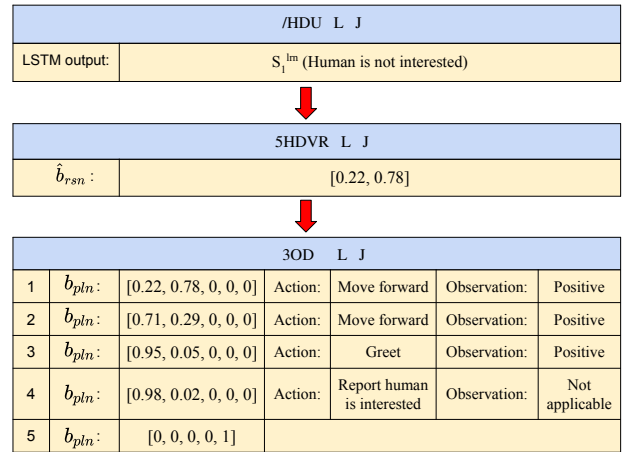 /HDU L J
LSTM output: S₁ˡᵐ (Human is not interested)
5HDVR L J
b̂rsn : [0.22, 0.78]
3OD L J
1 bpln: [0.22, 0.78, 0, 0, 0] Action: Move forward Observation: Positive
2 bpln: [0.71, 0.29, 0, 0, 0] Action: Move forward Observation: Positive
3 bpln: [0.95, 0.05, 0, 0, 0] Action: Greet Observation: Positive
4 bpln: [0.98, 0.02, 0, 0, 0] Action: Report human
is interested Observation: Not
applicable
5 bpln: [0, 0, 0, 0, 1]